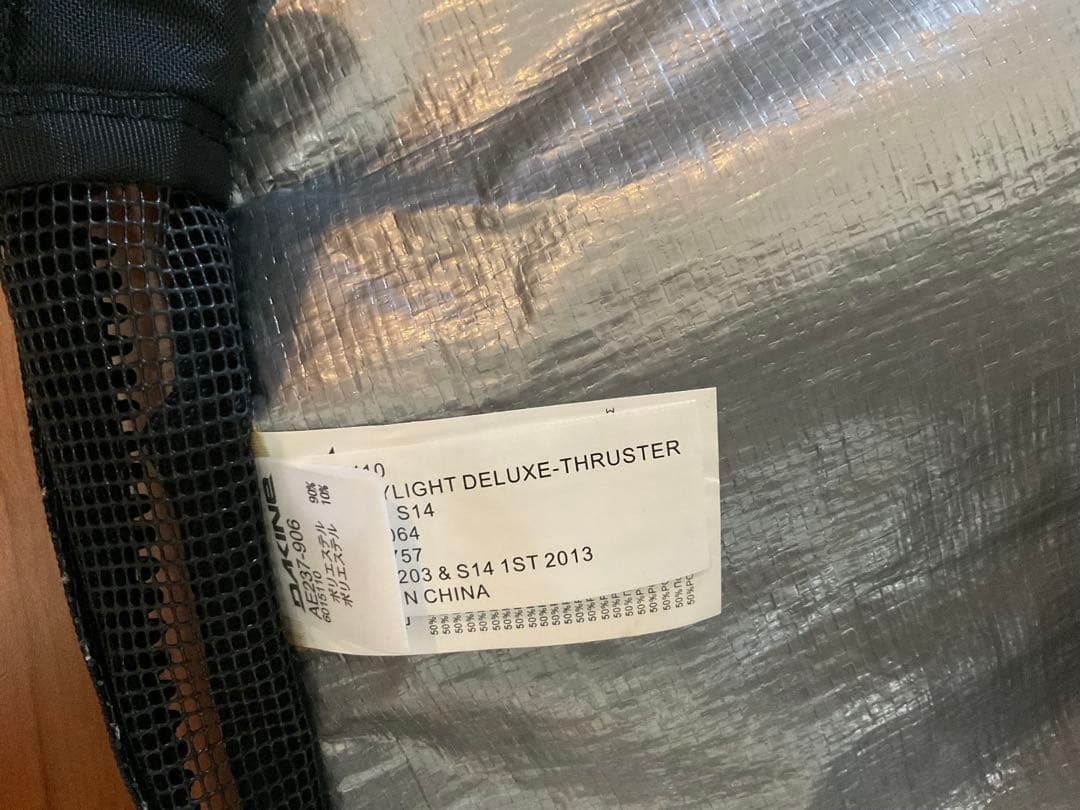 YLIGHT DELUXE-THRUSTER
S14
064
757
203 & S14 1ST 2013
N CHINA
DAKINE
AE237-906
6016110
ポリエステル 90%
ポリエステル 10%